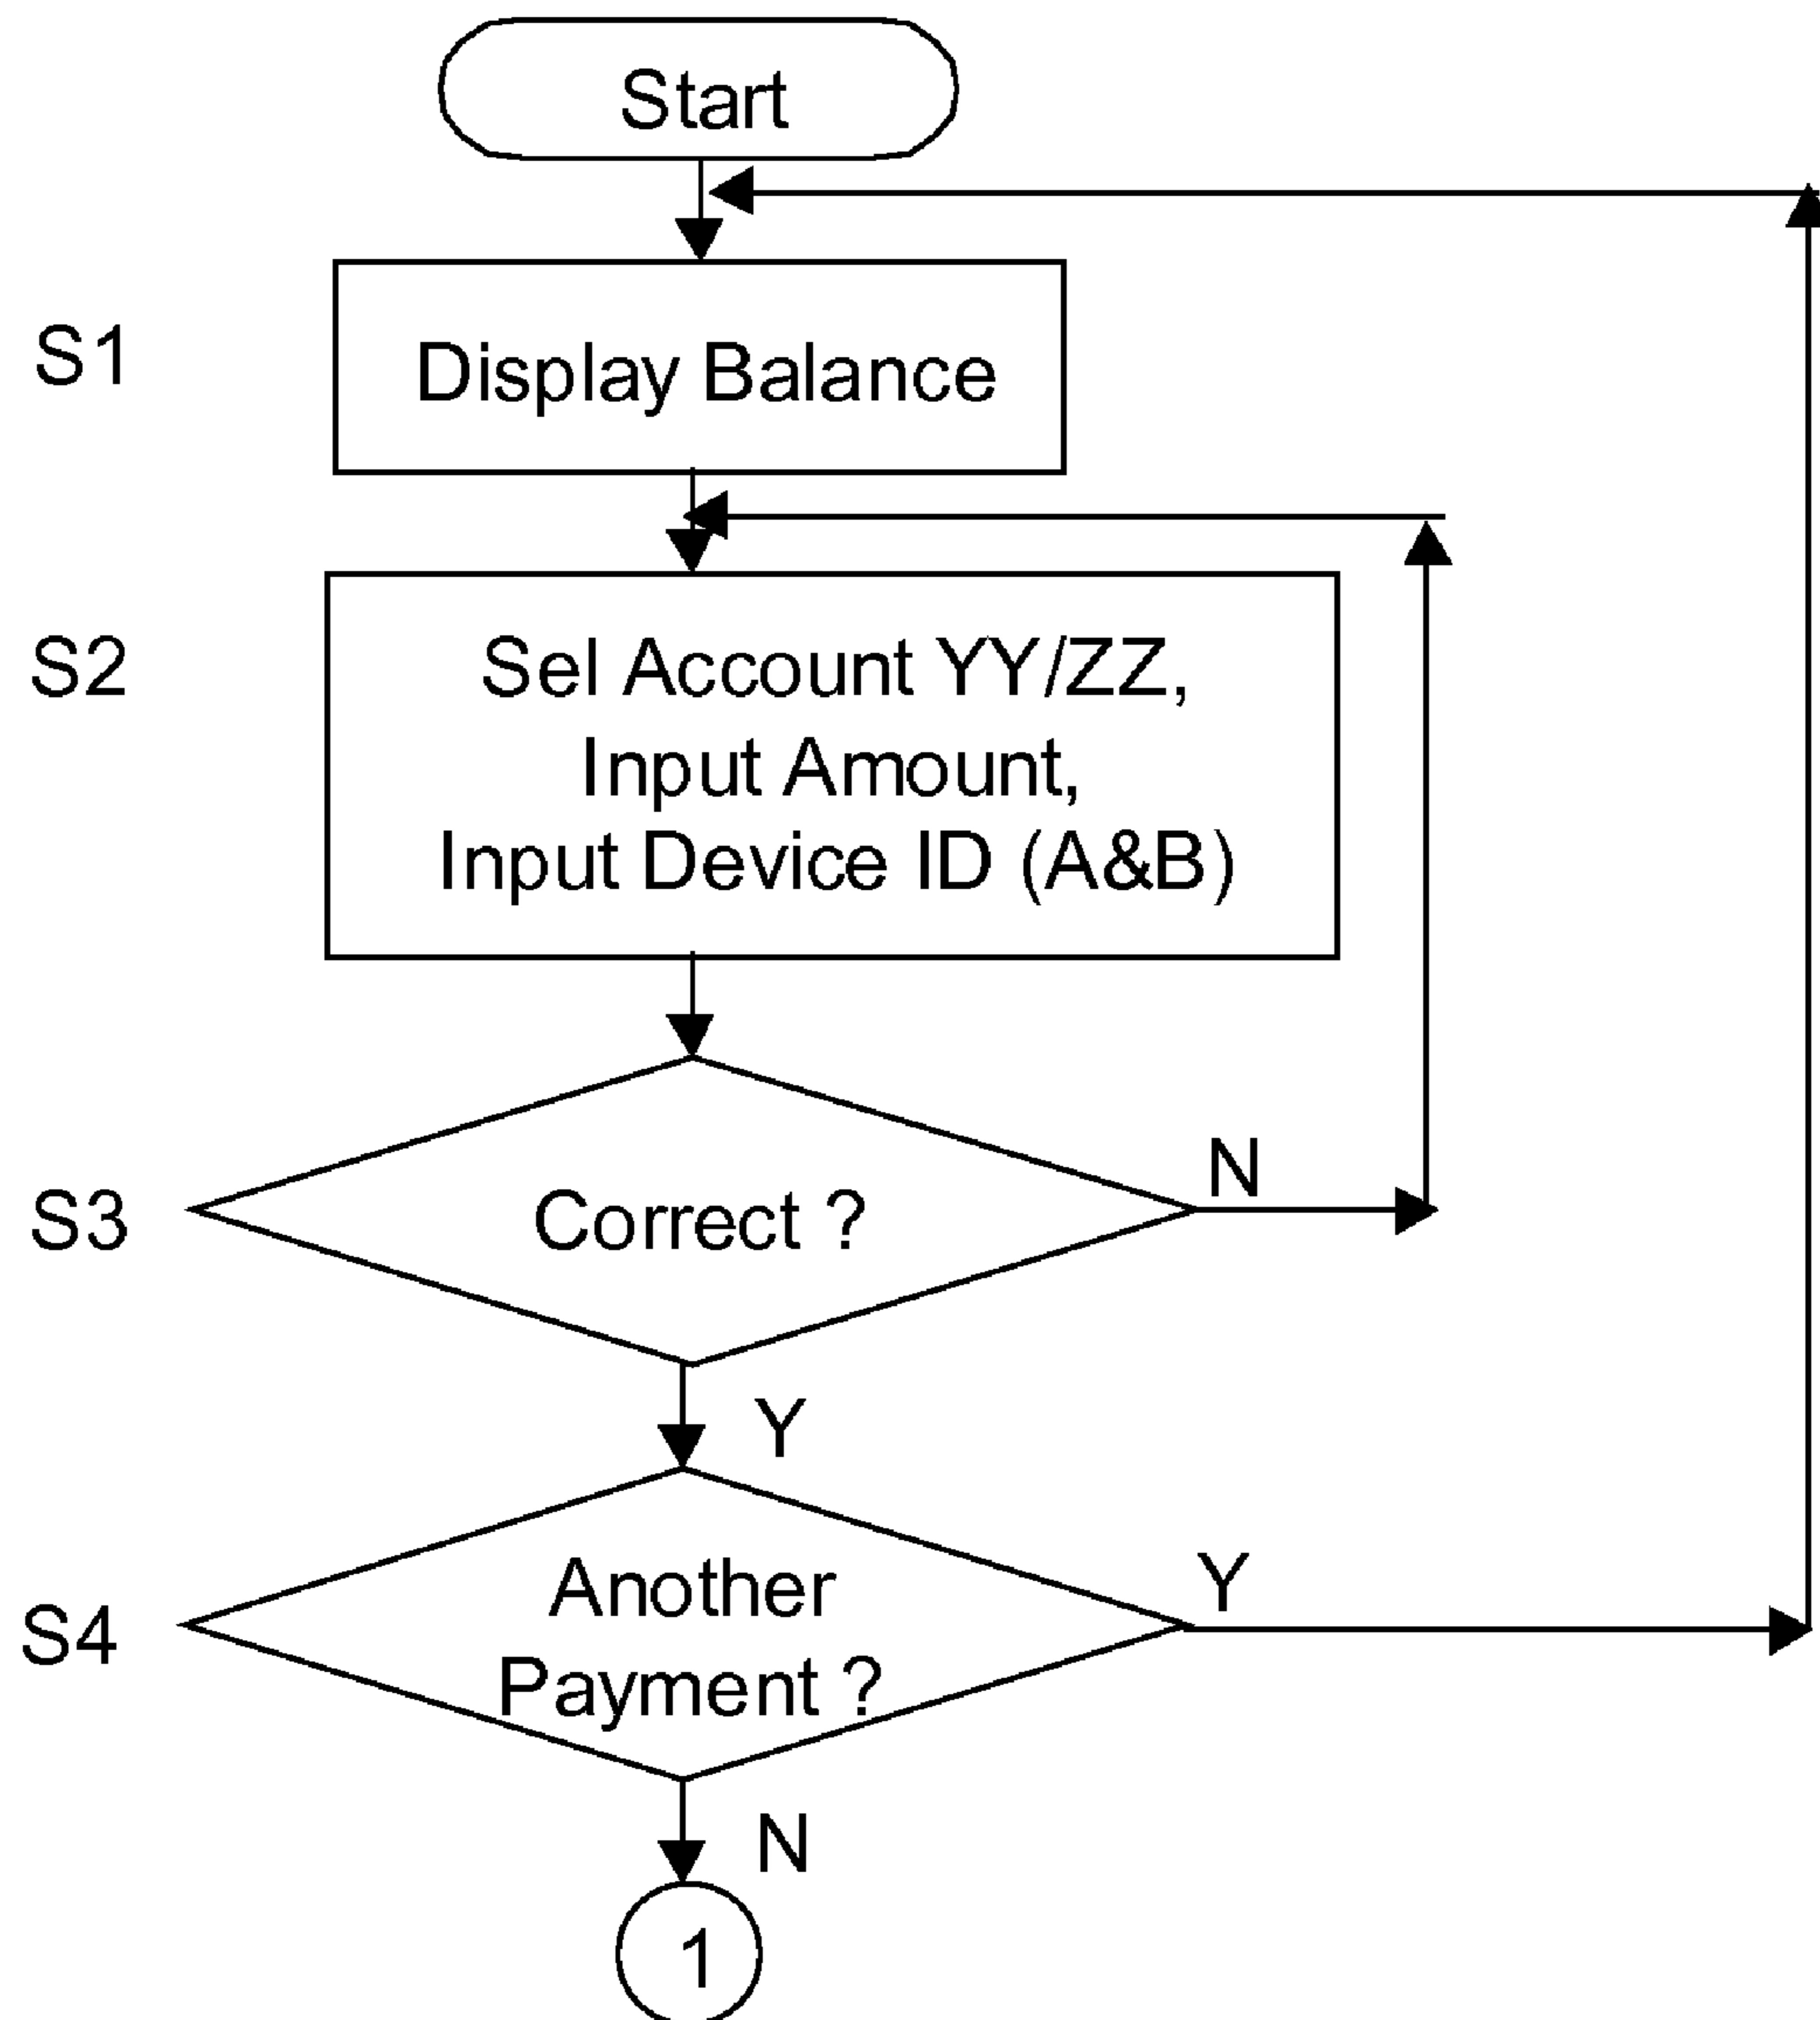 Start
S1
Display Balance
S2
Sel Account YY/ZZ,
Input Amount,
Input Device ID (A&B)
S3
Correct ?
N
Y
S4
Another
Payment ?
Y
N
1